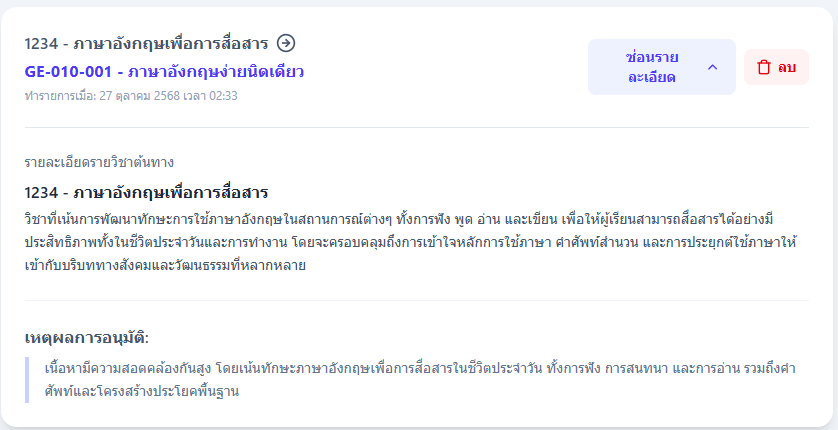 1234 - ภาษาอังกฤษเพื่อการสื่อสาร
GE-010-001 - ภาษาอังกฤษง่ายนิดเดียว
ทำรายการเมื่อ: 27 ตุลาคม 2568 เวลา 02:33
ซ่อนราย
ละเอียด
ลบ
รายละเอียดรายวิชาต้นทาง
1234 - ภาษาอังกฤษเพื่อการสื่อสาร
วิชาที่เน้นการพัฒนาทักษะการใช้ภาษาอังกฤษในสถานการณ์ต่างๆ ทั้งการฟัง พูด อ่าน และเขียน เพื่อให้ผู้เรียนสามารถสื่อสารได้อย่างมี
ประสิทธิภาพทั้งในชีวิตประจำวันและการทำงาน โดยจะครอบคลุมถึงการเข้าใจหลักการใช้ภาษา คำศัพท์สำนวน และการประยุกต์ใช้ภาษาให้
เข้ากับบริบททางสังคมและวัฒนธรรมที่หลากหลาย
เหตุผลการอนุมัติ:
เนื้อหามีความสอดคล้องกันสูง โดยเน้นทักษะภาษาอังกฤษเพื่อการสื่อสารในชีวิตประจำวัน ทั้งการฟัง การสนทนา และการอ่าน รวมถึงคำ
ศัพท์และโครงสร้างประโยคพื้นฐาน